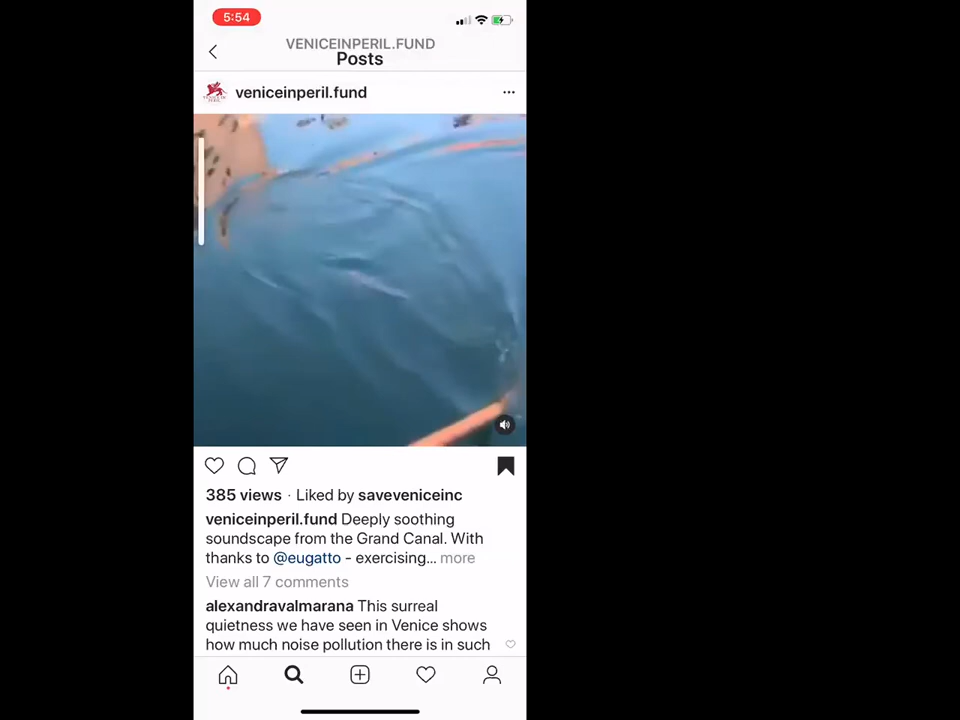 5:54
VENICEINPERIL.FUND
Posts
veniceinperil.fund
385 views · Liked by saveveniceinc
veniceinperil.fund Deeply soothing
soundscape from the Grand Canal. With
thanks to @eugatto - exercising... more
View all 7 comments
alexandravalmarana This surreal
quietness we have seen in Venice shows
how much noise pollution there is in such